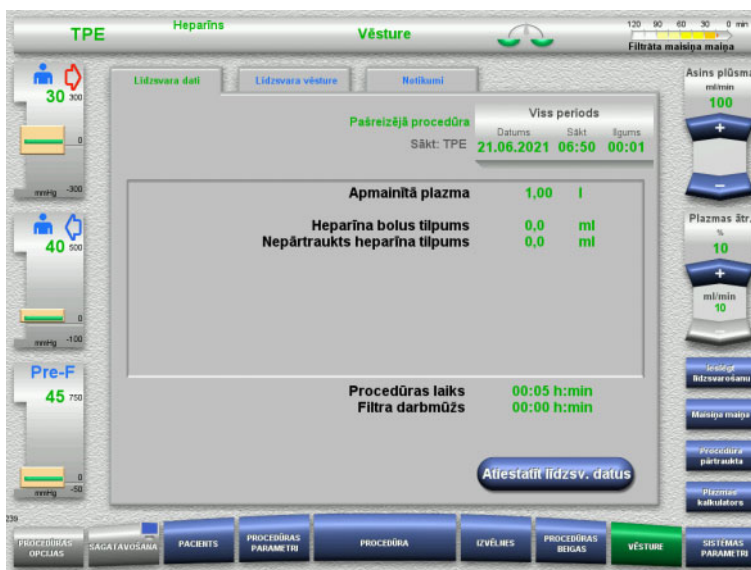 TPE
Heparīns
Vēsture
120 90 60 30 0 min
Filtrāta maisiņa maiņa
30 300
0
mmHg -300
40 500
0
mmHg -100
Pre-F
45 750
0
mmHg -50
Līdzsvara dati
Līdzsvara vēsture
Notikumi
Pašreizējā procedūra
Sākt: TPE
Viss periods
Datums Sākt Ilgums
21.06.2021 06:50 00:01
Apmainītā plazma 1,00 l
Heparīna bolus tilpums 0,0 ml
Nepārtraukts heparīna tilpums 0,0 ml
Procedūras laiks 00:05 h:min
Filtra darbmūžs 00:00 h:min
Atiestatīt līdzsv. datus
Asins plūsma
ml/min
100
+
–
Plazmas ātr.
%
10
+
ml/min
10
–
Ieslēgt
līdzsvarošanu
Maisiņa maiņa
Procedūra
pārtraukta
Plazmas
kalkulators
239
PROCEDŪRAS
OPCIJAS
SAGATAVOŠANA
PACIENTS
PROCEDŪRAS
PARAMETRI
PROCEDŪRA
IZVĒLNES
PROCEDŪRAS
BEIGAS
VĒSTURE
SISTĒMAS
PARAMETRI